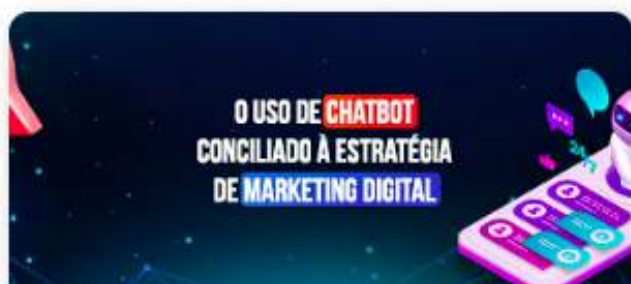 O USO DE CHATBOT
CONCILIADO À ESTRATÉGIA
DE MARKETING DIGITAL